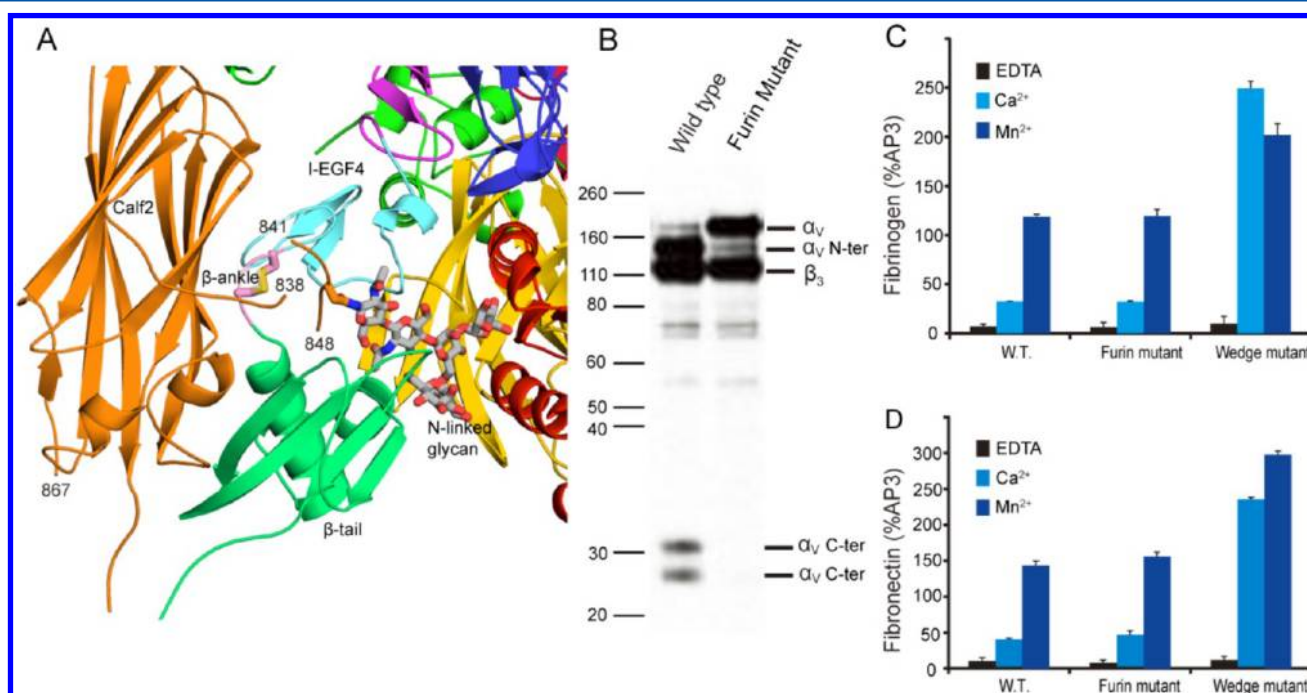 A
I-EGF4
Calf2
841
β-ankle
838
848
N-linked
glycan
867
β-tail
B
Wild type
Furin Mutant
260
160
110
80
60
50
40
30
20
αV
αV N-ter
β3
αV C-ter
αV C-ter
C
Fibrinogen (%AP3)
EDTA
Ca2+
Mn2+
250
200
150
100
50
0
W.T.
Furin mutant
Wedge mutant
D
Fibronectin (%AP3)
EDTA
Ca2+
Mn2+
300
250
200
150
100
50
0
W.T.
Furin mutant
Wedge mutant